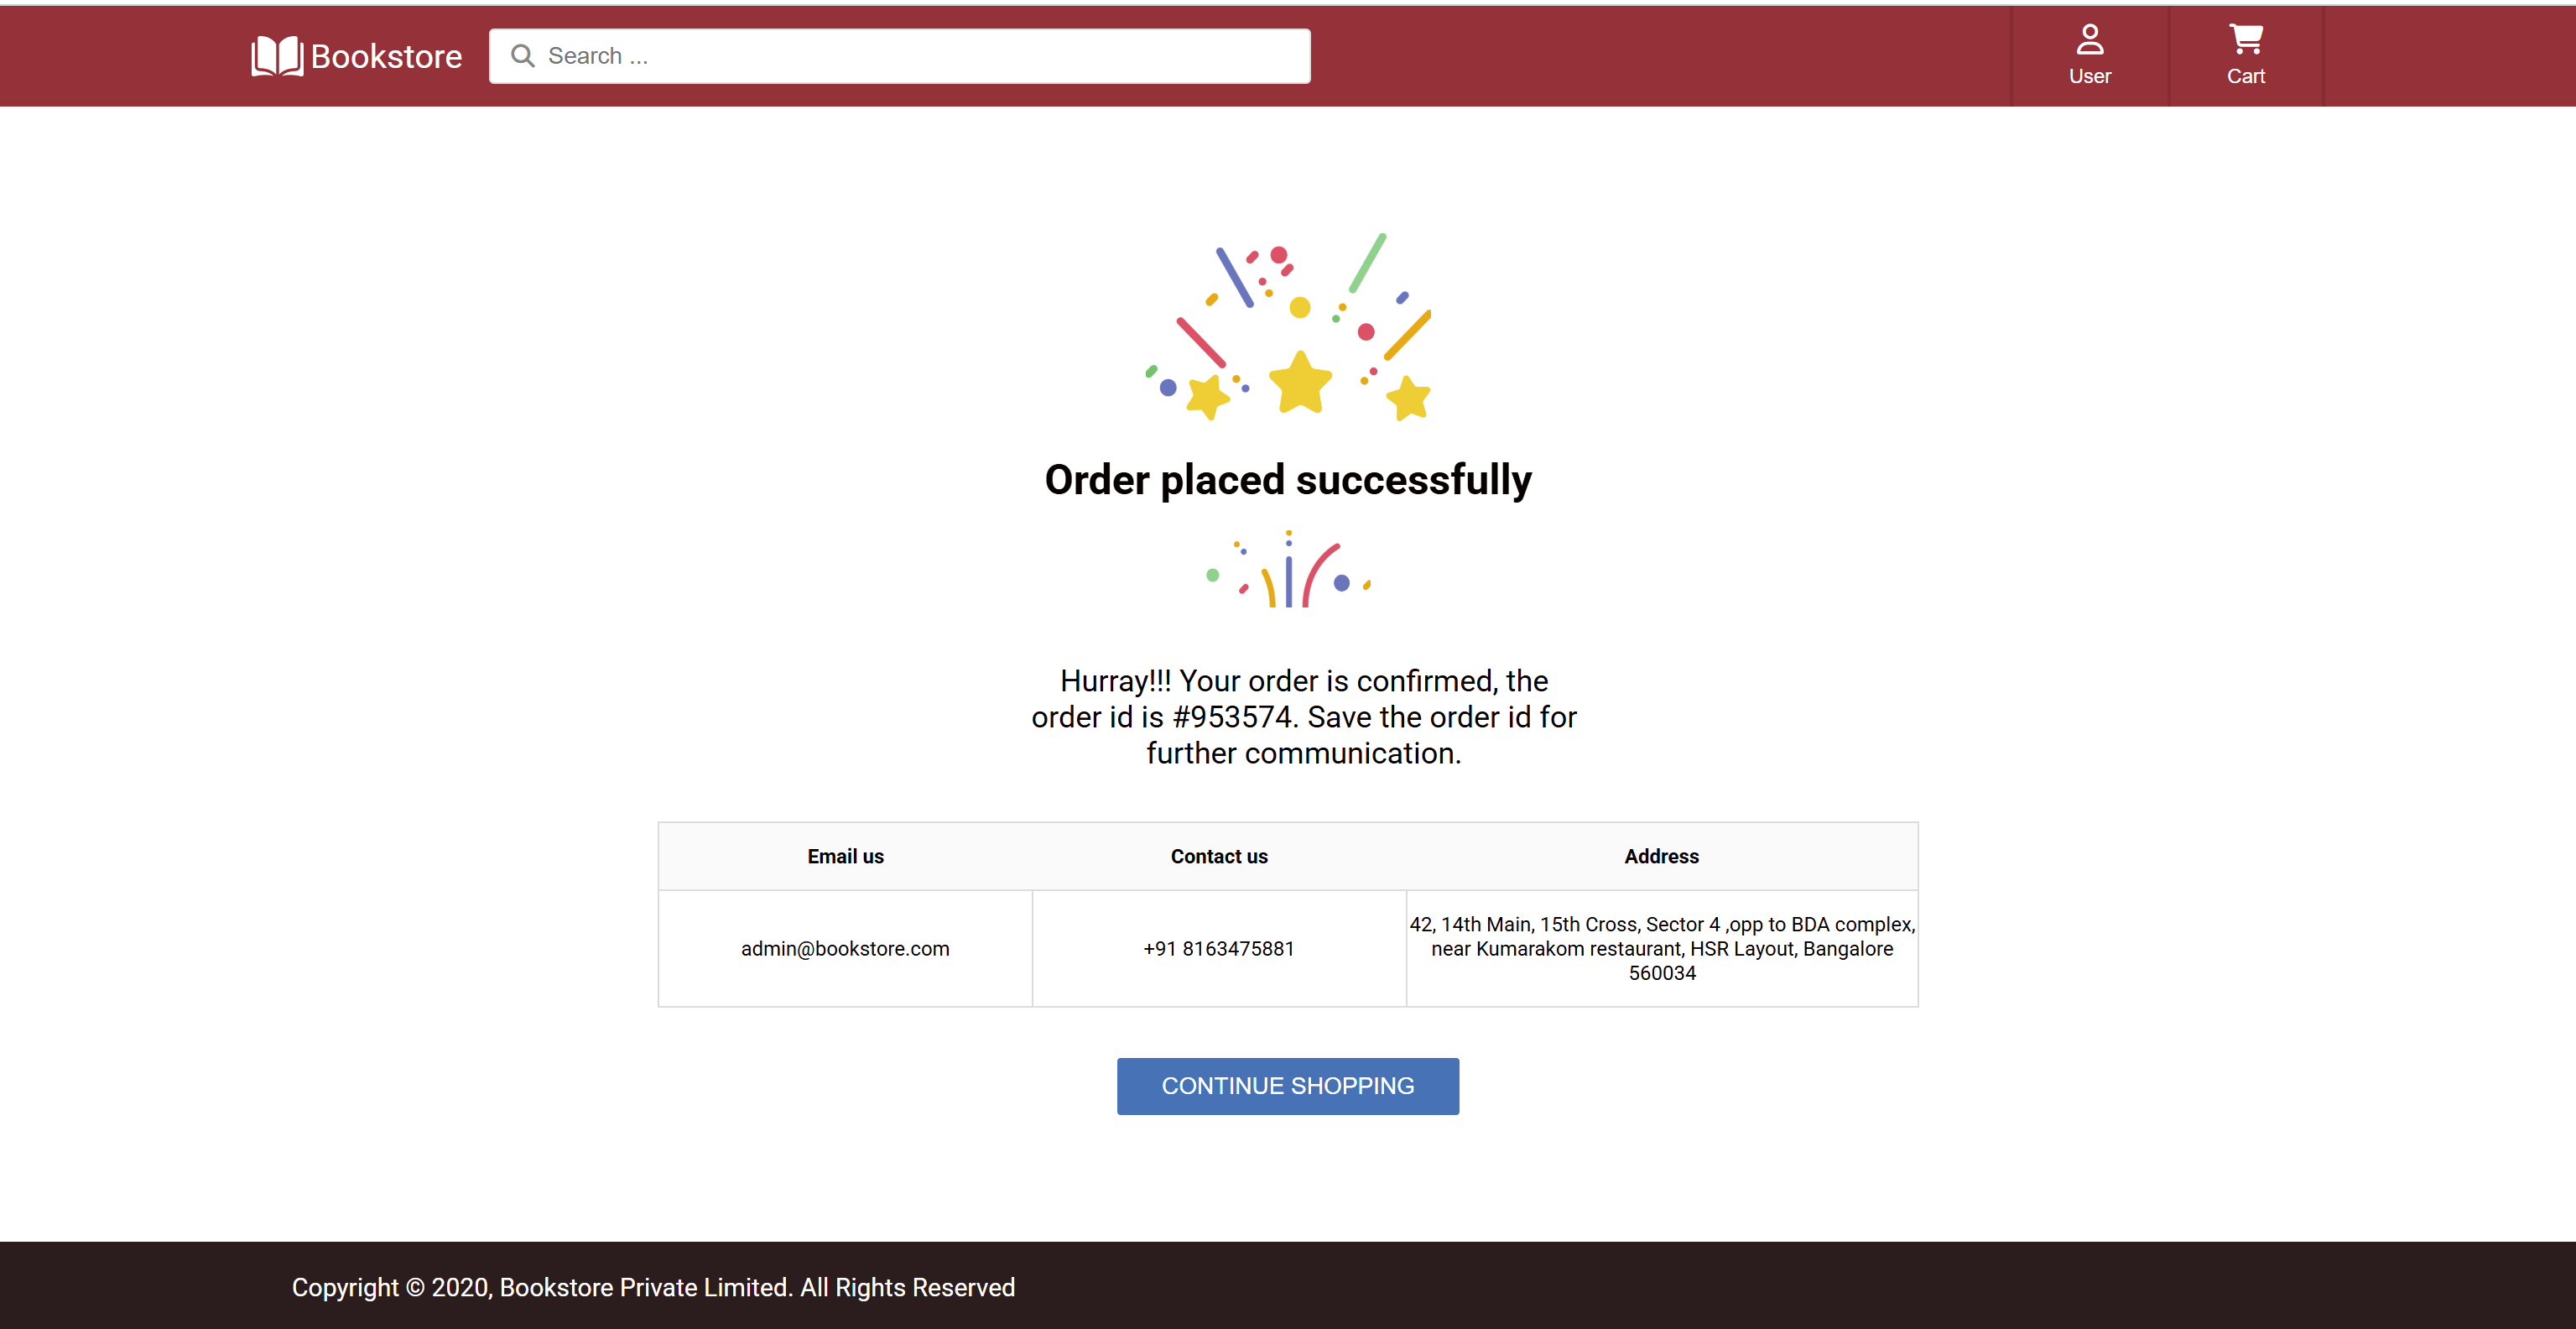 Bookstore
Search ...
User
Cart
Order placed successfully
Hurray!!! Your order is confirmed, the
order id is #953574. Save the order id for
further communication.
Email us
Contact us
Address
admin@bookstore.com
+91 8163475881
42, 14th Main, 15th Cross, Sector 4 ,opp to BDA complex,
near Kumarakom restaurant, HSR Layout, Bangalore
560034
CONTINUE SHOPPING
Copyright © 2020, Bookstore Private Limited. All Rights Reserved